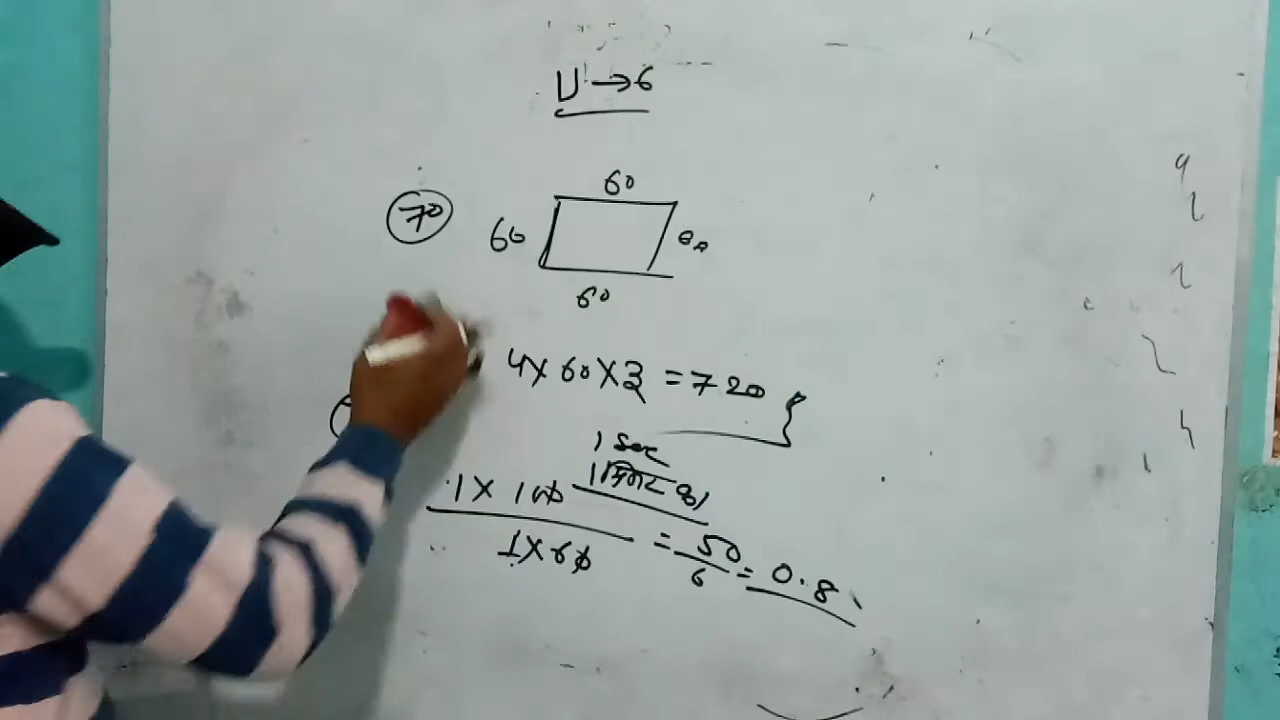 U → 6
70
60
60
60
4 X 60 X 3 = 720
1 Sec
1 मिनट का
1 X 100
1 X 60
= 50
6
= 0.8